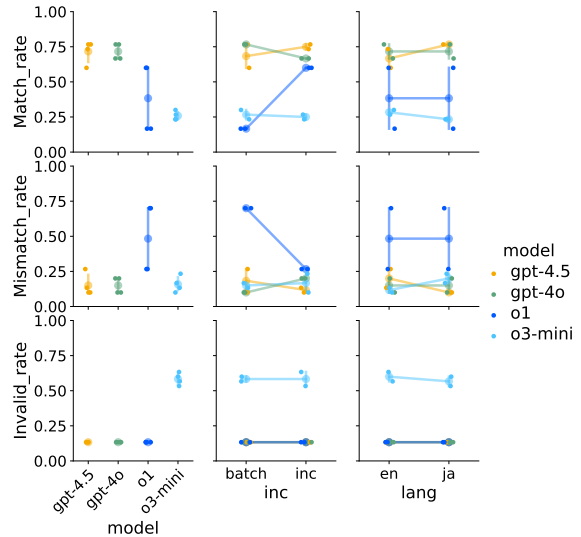 1.00
0.75
0.50
0.25
0.00
Match_rate
1.00
0.75
0.50
0.25
0.00
Mismatch_rate
1.00
0.75
0.50
0.25
0.00
Invalid_rate
gpt-4.5
gpt-4o
o1
o3-mini
model
batch
inc
inc
en
ja
lang
model
gpt-4.5
gpt-4o
o1
o3-mini